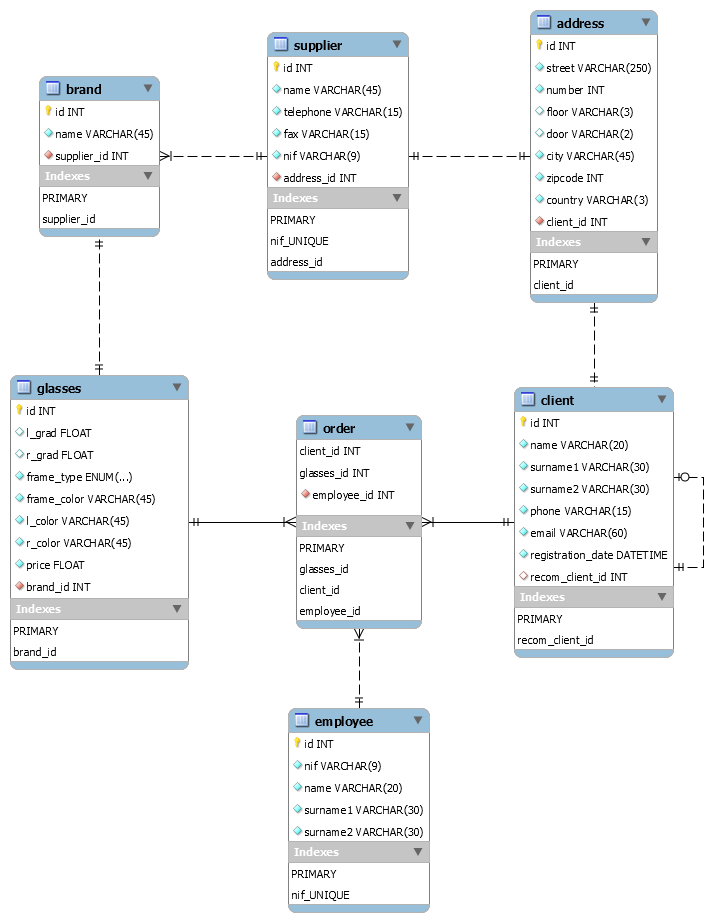 brand
id INT
name VARCHAR(45)
supplier_id INT
Indexes
PRIMARY
supplier_id
supplier
id INT
name VARCHAR(45)
telephone VARCHAR(15)
fax VARCHAR(15)
nif VARCHAR(9)
address_id INT
Indexes
PRIMARY
nif_UNIQUE
address_id
address
id INT
street VARCHAR(250)
number INT
floor VARCHAR(3)
door VARCHAR(2)
city VARCHAR(45)
zipcode INT
country VARCHAR(3)
client_id INT
Indexes
PRIMARY
client_id
glasses
id INT
l_grad FLOAT
r_grad FLOAT
frame_type ENUM(...)
frame_color VARCHAR(45)
l_color VARCHAR(45)
r_color VARCHAR(45)
price FLOAT
brand_id INT
Indexes
PRIMARY
brand_id
order
client_id INT
glasses_id INT
employee_id INT
Indexes
PRIMARY
glasses_id
client_id
employee_id
client
id INT
name VARCHAR(20)
surname1 VARCHAR(30)
surname2 VARCHAR(30)
phone VARCHAR(15)
email VARCHAR(60)
registration_date DATETIME
recom_client_id INT
Indexes
PRIMARY
recom_client_id
employee
id INT
nif VARCHAR(9)
name VARCHAR(20)
surname1 VARCHAR(30)
surname2 VARCHAR(30)
Indexes
PRIMARY
nif_UNIQUE